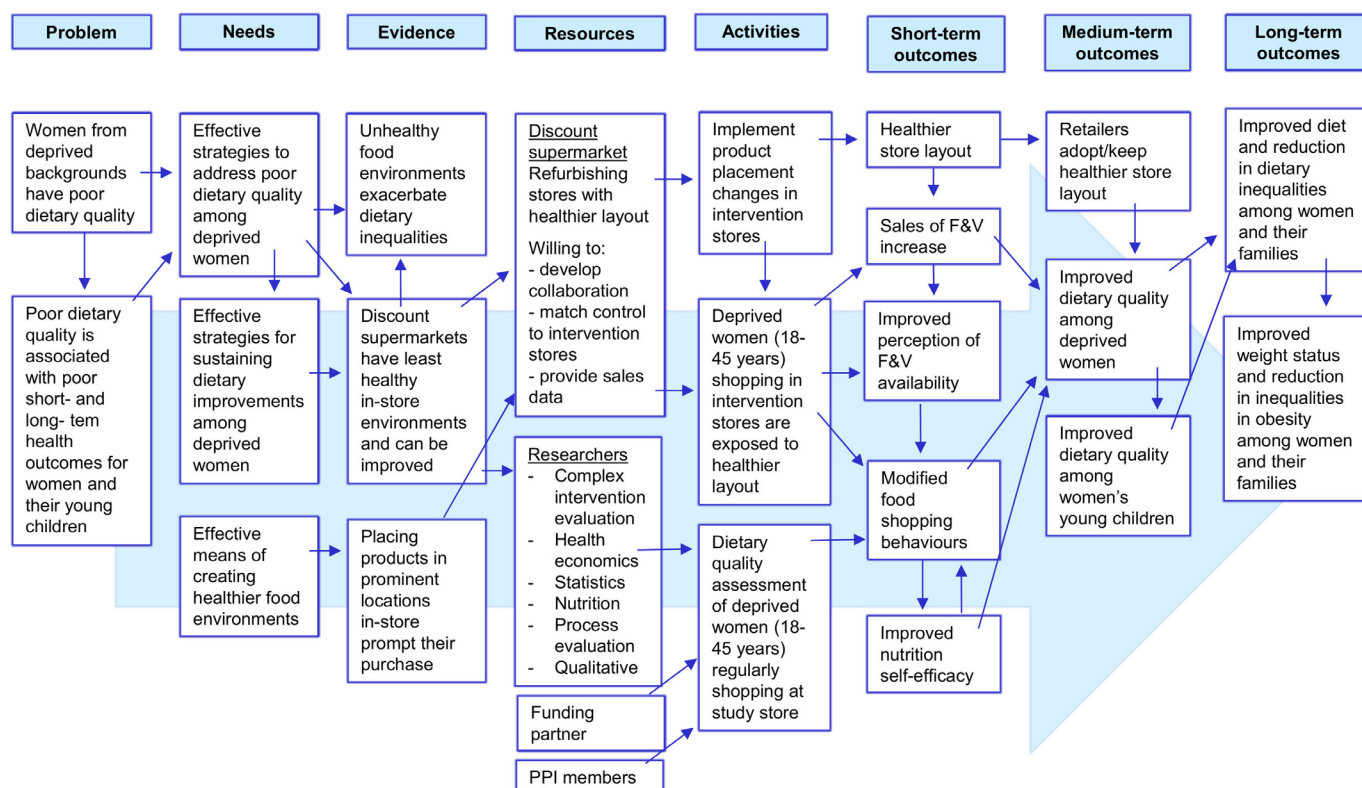 Problem
Needs
Evidence
Resources
Activities
Short-term
outcomes
Medium-term
outcomes
Long-term
outcomes
Women from
deprived
backgrounds
have poor
dietary quality
Poor dietary
quality is
associated
with poor
short- and
long- tem
health
outcomes for
women and
their young
children
Effective
strategies to
address poor
dietary quality
among
deprived
women
Effective
strategies for
sustaining
dietary
improvements
among
deprived
women
Effective
means of
creating
healthier food
environments
Unhealthy
food
environments
exacerbate
dietary
inequalities
Discount
supermarkets
have least
healthy
in-store
environments
and can be
improved
Placing
products in
prominent
locations
in-store
prompt their
purchase
Discount
supermarket
Refurbishing
stores with
healthier layout
Willing to:
- develop
collaboration
- match control
to intervention
stores
- provide sales
data
Researchers
- Complex
intervention
evaluation
- Health
economics
- Statistics
- Nutrition
- Process
evaluation
- Qualitative
Funding
partner
PPI members
Implement
product
placement
changes in
intervention
stores
Deprived
women (18-
45 years)
shopping in
intervention
stores are
exposed to
healthier
layout
Dietary
quality
assessment
of deprived
women (18-
45 years)
regularly
shopping at
study store
Healthier
store layout
Sales of F&V
increase
Improved
perception of
F&V
availability
Modified
food
shopping
behaviours
Improved
nutrition
self-efficacy
Retailers
adopt/keep
healthier store
layout
Improved
dietary quality
among
deprived
women
Improved
dietary quality
among
women's
young children
Improved diet
and reduction
in dietary
inequalities
among women
and their
families
Improved
weight status
and reduction
in inequalities
in obesity
among women
and their
families